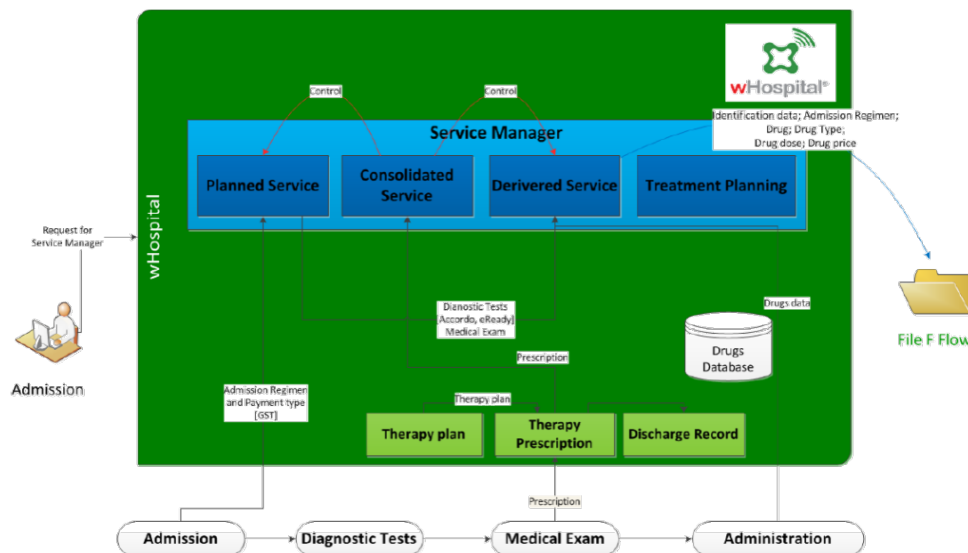 wHospital®
Control
Control
Identification data; Admission Regimen;
Drug; Drug Type;
Drug dose; Drug price
Service Manager
Planned Service
Consolidated
Service
Derivered Service
Treatment Planning
Request for
Service Manager
wHospital
Admission
Dianostic Tests
[Accordo, eReady]
Medical Exam
Drugs data
File F Flow
Drugs
Database
Prescription
Admission Regimen
and Payment type
[GST]
Therapy plan
Therapy plan
Therapy
Prescription
Discharge Record
Prescription
Admission
Diagnostic Tests
Medical Exam
Administration